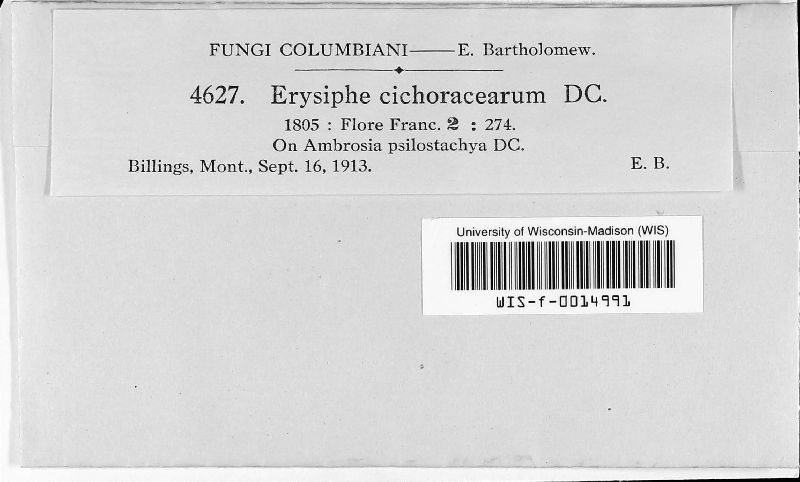 FUNGI COLUMBIANI——E. Bartholomew.
4627. Erysiphe cichoracearum DC.
1805 : Flore Franc. 2 : 274.
On Ambrosia psilostachya DC.
Billings, Mont., Sept. 16, 1913. E. B.
University of Wisconsin-Madison (WIS)
WIS-f-0014991